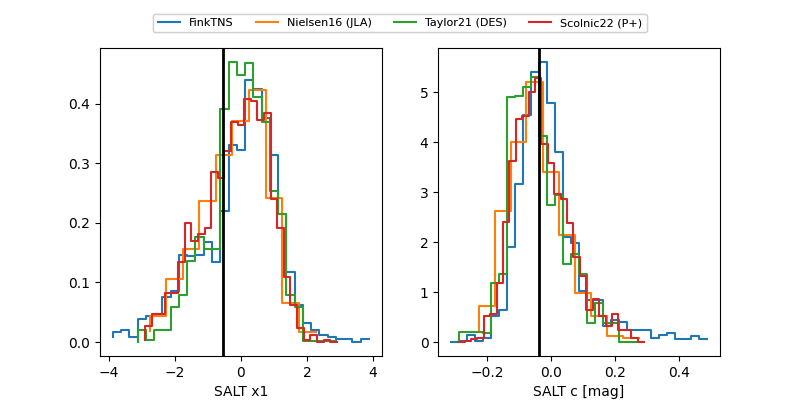 FinkTNS Nielsen16 (JLA) Taylor21 (DES) Scolnic22 (P+)
0.4
0.3
0.2
0.1
0.0
−4 −2 0 2 4
SALT x1
5
4
3
2
1
0
−0.2 0.0 0.2 0.4
SALT c [mag]